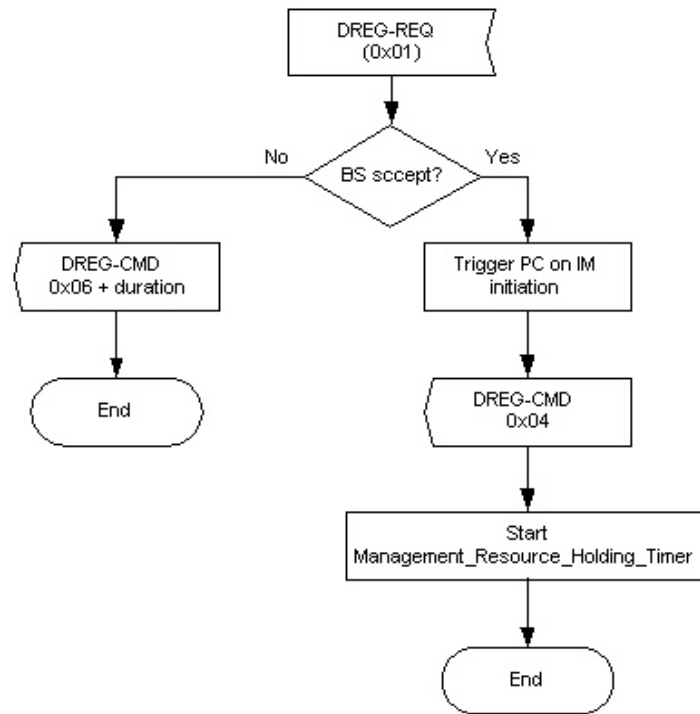 DREG-REQ
(0x01)
No
Yes
BS sccept?
DREG-CMD
0x06 + duration
Trigger PC on IM
initiation
End
DREG-CMD
0x04
Start
Management_Resource_Holding_Timer
End